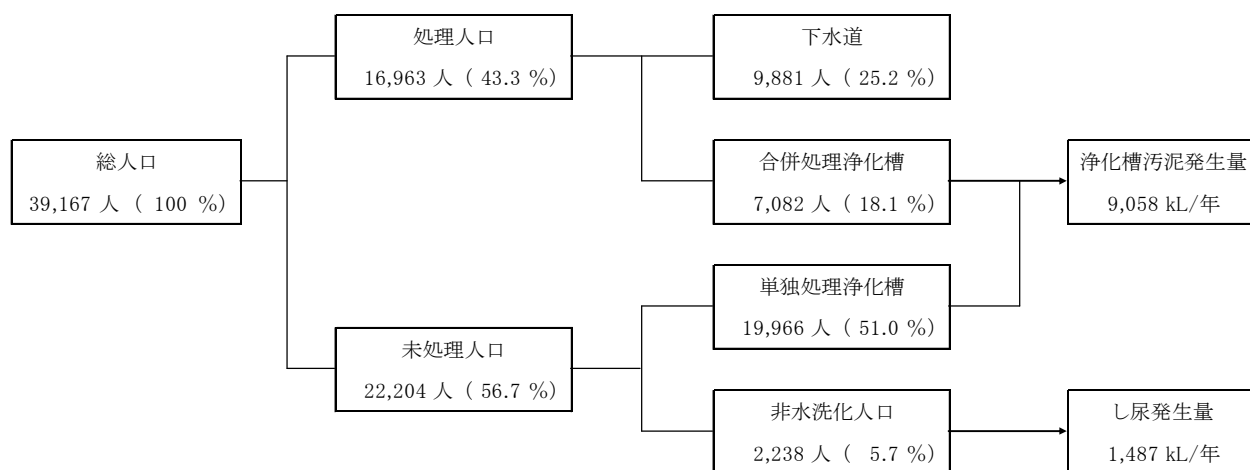 総人口
39,167 人 ( 100 %)
処理人口
16,963 人 ( 43.3 %)
未処理人口
22,204 人 ( 56.7 %)
下水道
9,881 人 ( 25.2 %)
合併処理浄化槽
7,082 人 ( 18.1 %)
単独処理浄化槽
19,966 人 ( 51.0 %)
非水洗化人口
2,238 人 ( 5.7 %)
浄化槽汚泥発生量
9,058 kL/年
し尿発生量
1,487 kL/年